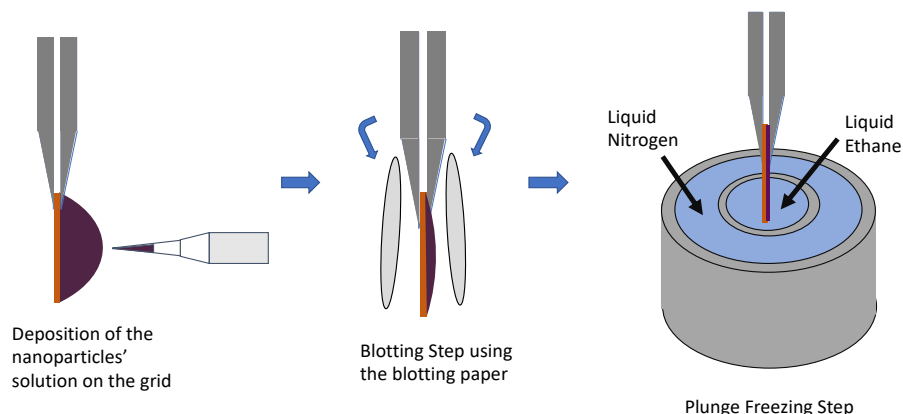 Deposition of the
nanoparticles’
solution on the grid
Blotting Step using
the blotting paper
Liquid
Nitrogen
Liquid
Ethane
Plunge Freezing Step